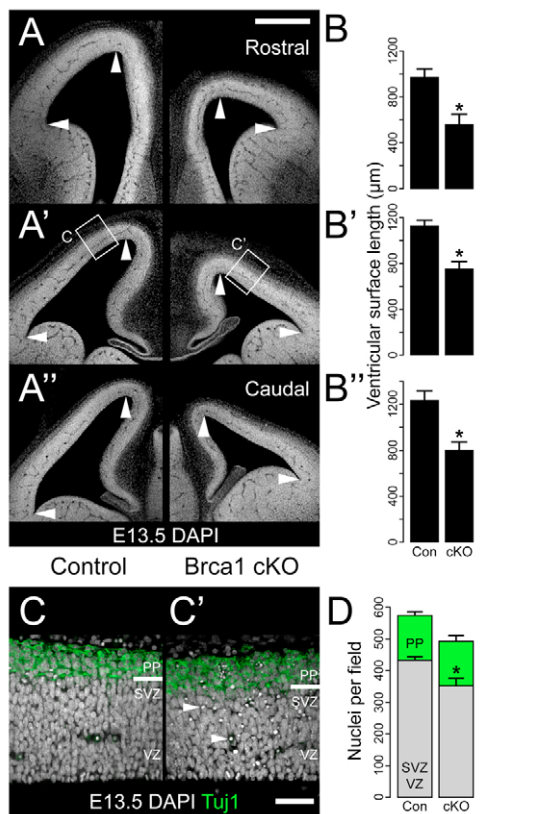 A
Rostral
A'
C
C'
A''
Caudal
E13.5 DAPI
Control
Brca1 cKO
B
1200
800
400
0
*
B'
1200
800
400
0
*
B''
1200
800
400
0
*
Ventricular surface length (µm)
Con
cKO
C
PP
SVZ
VZ
C'
PP
SVZ
VZ
E13.5 DAPI Tuj1
D
Nuclei per field
600
500
400
300
200
100
0
PP
*
SVZ
VZ
Con
cKO